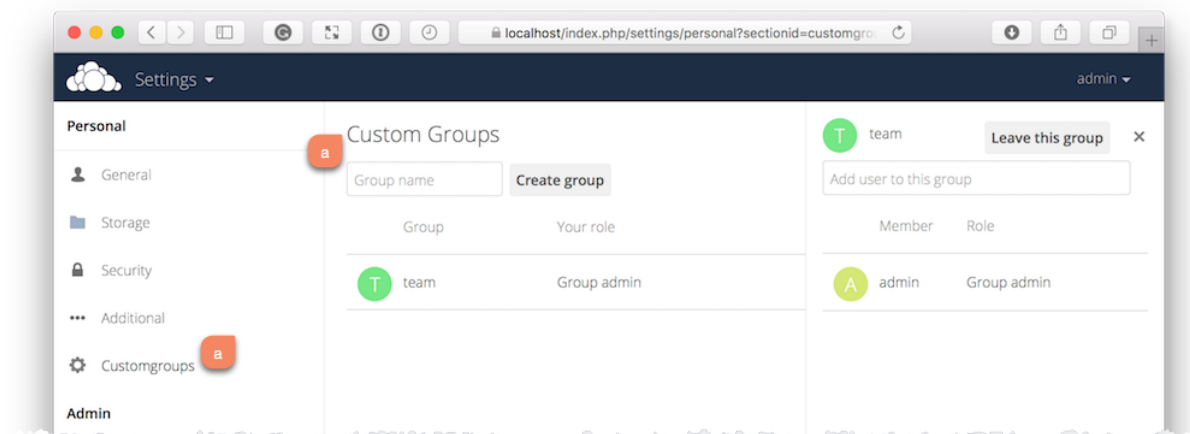 localhost/index.php/settings/personal?sectionid=customgro
Settings
admin
Personal
General
Storage
Security
Additional
Customgroups
a
Admin
a
Custom Groups
Group name
Create group
Group
Your role
T
team
Group admin
T
team
Leave this group
Add user to this group
Member
Role
A
admin
Group admin